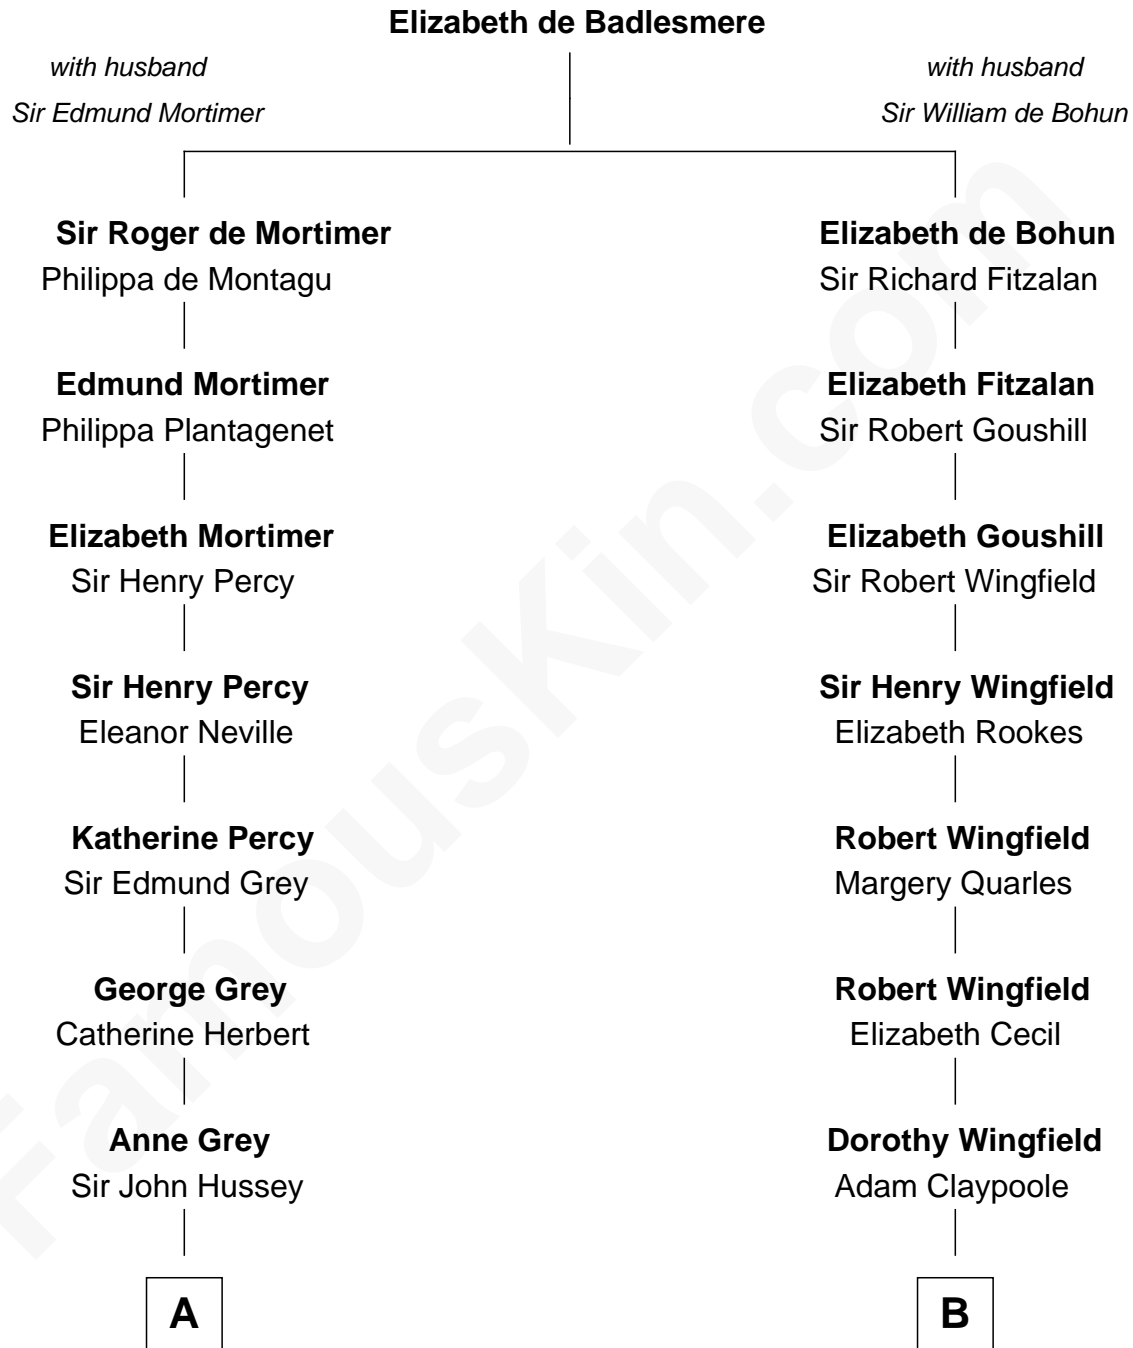 Elizabeth de Badlesmere
with husband
Sir Edmund Mortimer
with husband
Sir William de Bohun
Sir Roger de Mortimer
Philippa de Montagu
Elizabeth de Bohun
Sir Richard Fitzalan
Edmund Mortimer
Philippa Plantagenet
Elizabeth Fitzalan
Sir Robert Goushill
Elizabeth Mortimer
Sir Henry Percy
Elizabeth Goushill
Sir Robert Wingfield
Sir Henry Percy
Eleanor Neville
Sir Henry Wingfield
Elizabeth Rookes
Katherine Percy
Sir Edmund Grey
Robert Wingfield
Margery Quarles
George Grey
Catherine Herbert
Robert Wingfield
Elizabeth Cecil
Anne Grey
Sir John Hussey
Dorothy Wingfield
Adam Claypoole
A
B
FamousKin.com